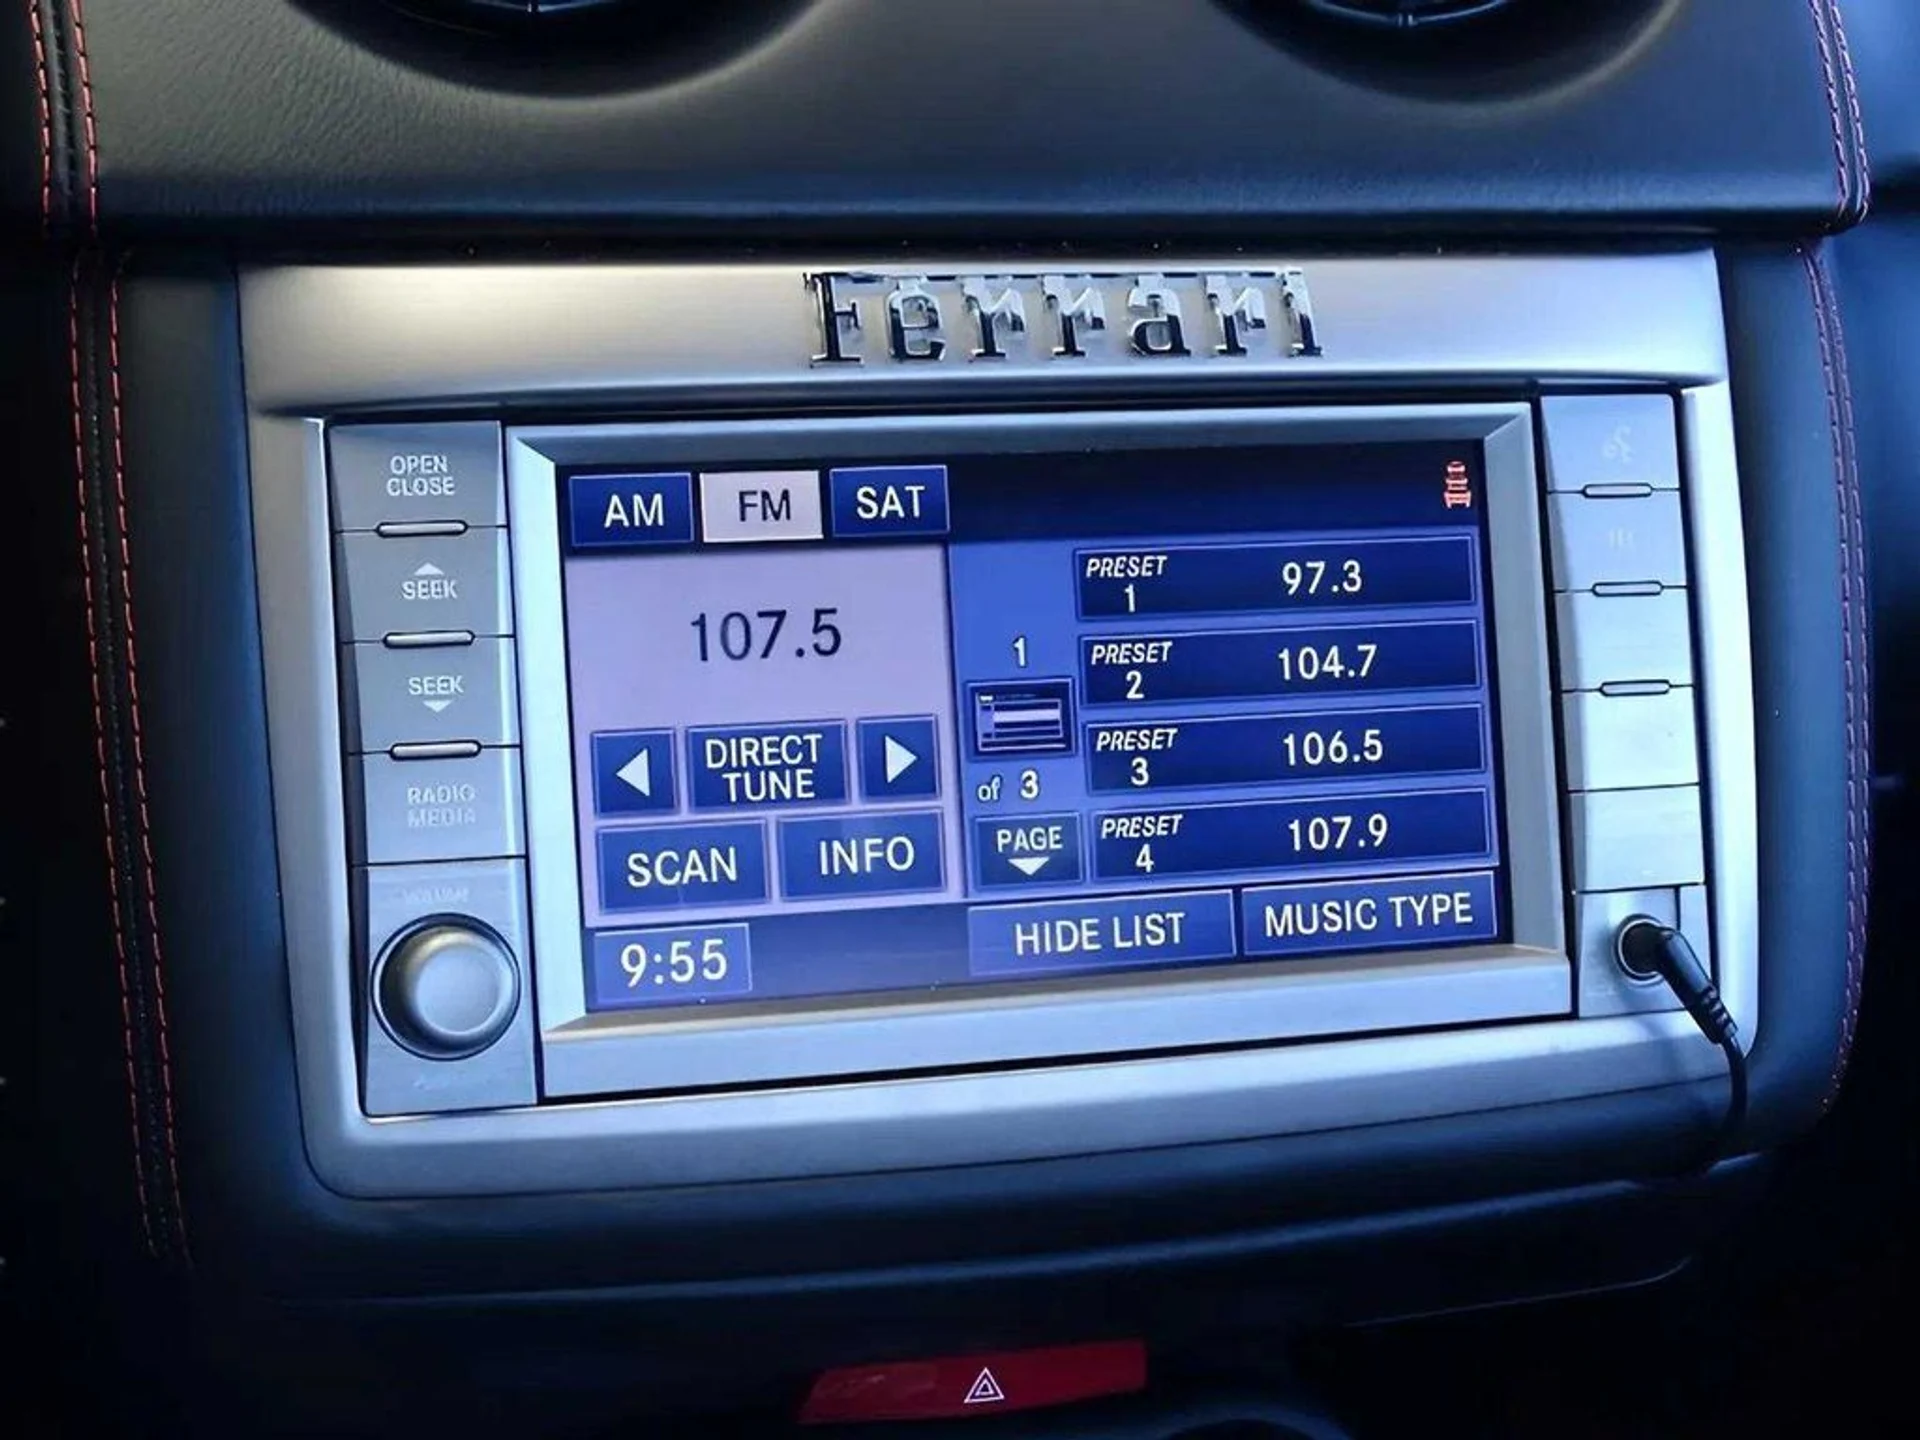 Ferrari
OPEN
CLOSE
SEEK
SEEK
RADIO
MEDIA
VOLUME
AM FM SAT
107.5
DIRECT
TUNE
SCAN INFO
9:55
1
of 3
PAGE
PRESET
1 97.3
PRESET
2 104.7
PRESET
3 106.5
PRESET
4 107.9
HIDE LIST MUSIC TYPE